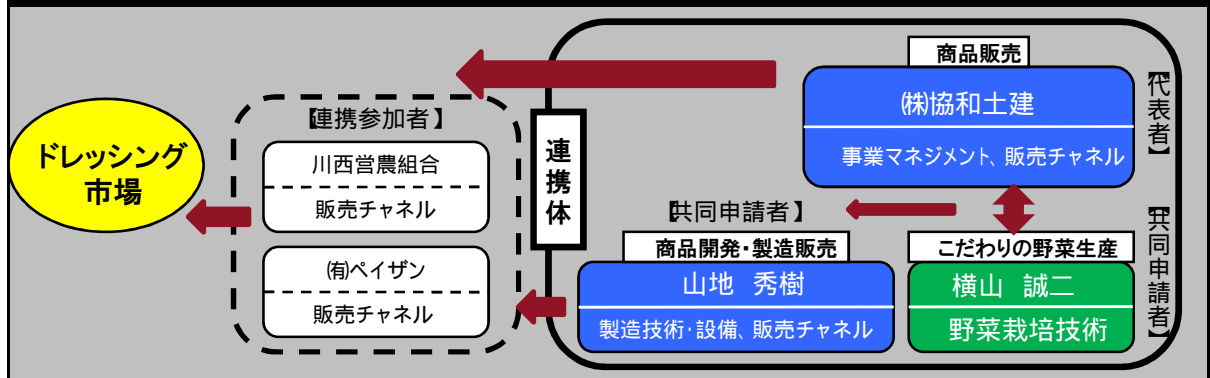 商品販売
㈱協和土建
事業マネジメント、販売チャネル
【代表者】
【連携参加者】
川西営農組合
販売チャネル
㈲ペイザン
販売チャネル
ドレッシング
市場
連携体
【共同申請者】
商品開発・製造販売
山地 秀樹
製造技術・設備、販売チャネル
こだわりの野菜生産
横山 誠二
野菜栽培技術
【共同申請者】